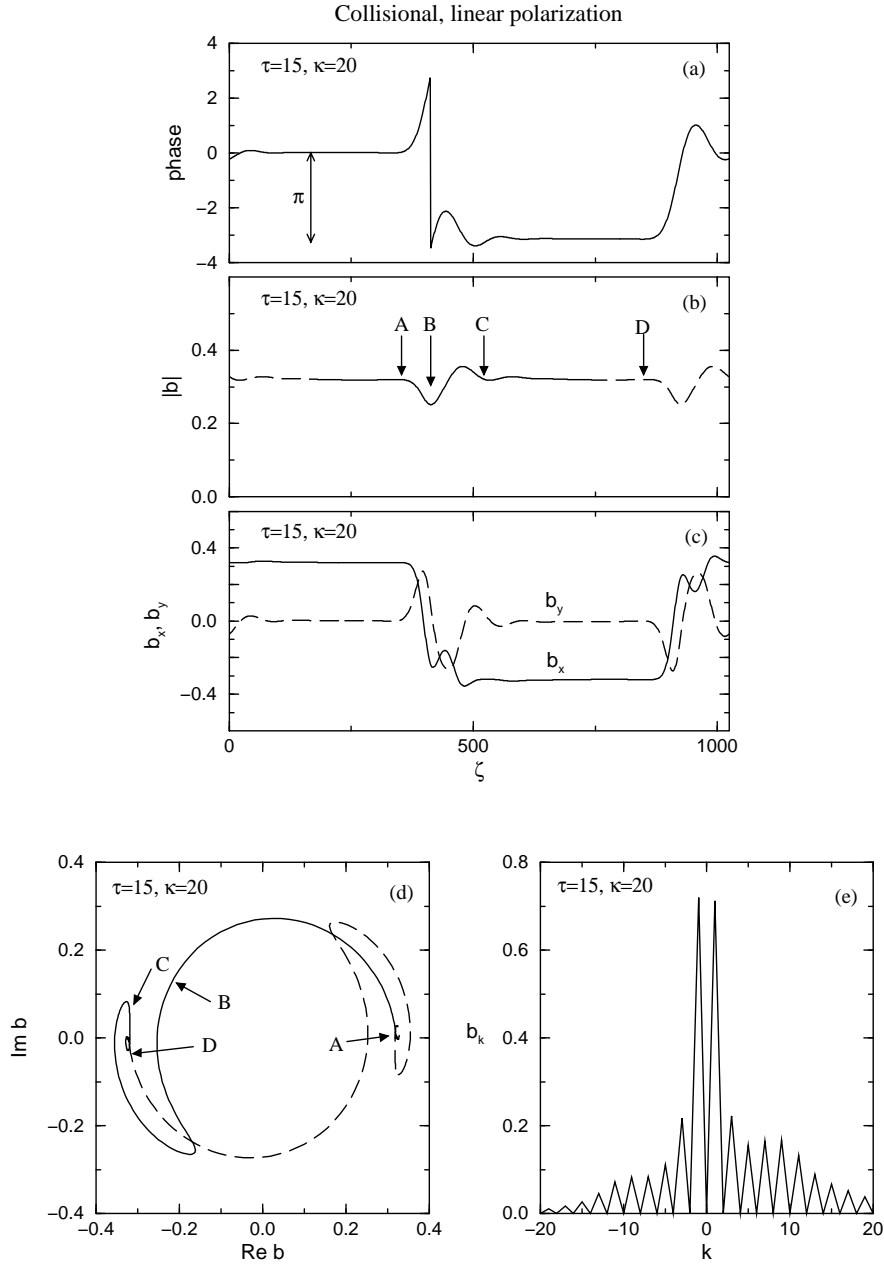 Collisional, linear polarization
τ=15, κ=20
(a)
4
2
0
−2
−4
phase
π
τ=15, κ=20
(b)
A
B
C
D
0.4
0.2
0.0
|b|
τ=15, κ=20
(c)
0.4
0.0
−0.4
b_x, b_y
b_y
b_x
0
500
1000
ζ
τ=15, κ=20
(d)
0.4
0.2
0.0
−0.2
−0.4
Im b
C
B
D
A
−0.4
−0.2
0.0
0.2
0.4
Re b
τ=15, κ=20
(e)
0.8
0.6
0.4
0.2
0.0
b_k
−20
−10
0
10
20
k